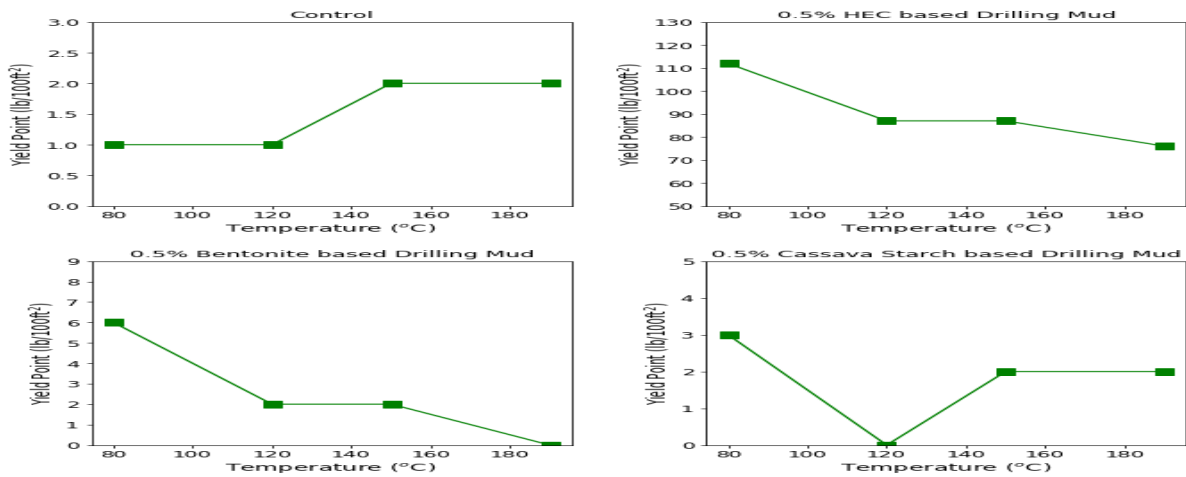 Control
Yield Point (lb/100ft²)
3.0
2.5
2.0
1.5
1.0
0.5
0.0
80 100 120 140 160 180
Temperature (°C)
0.5% HEC based Drilling Mud
Yield Point (lb/100ft²)
130
120
110
100
90
80
70
60
50
80 100 120 140 160 180
Temperature (°C)
0.5% Bentonite based Drilling Mud
Yield Point (lb/100ft²)
9
8
7
6
5
4
3
2
1
0
80 100 120 140 160 180
Temperature (°C)
0.5% Cassava Starch based Drilling Mud
Yield Point (lb/100ft²)
5
4
3
2
1
0
80 100 120 140 160 180
Temperature (°C)